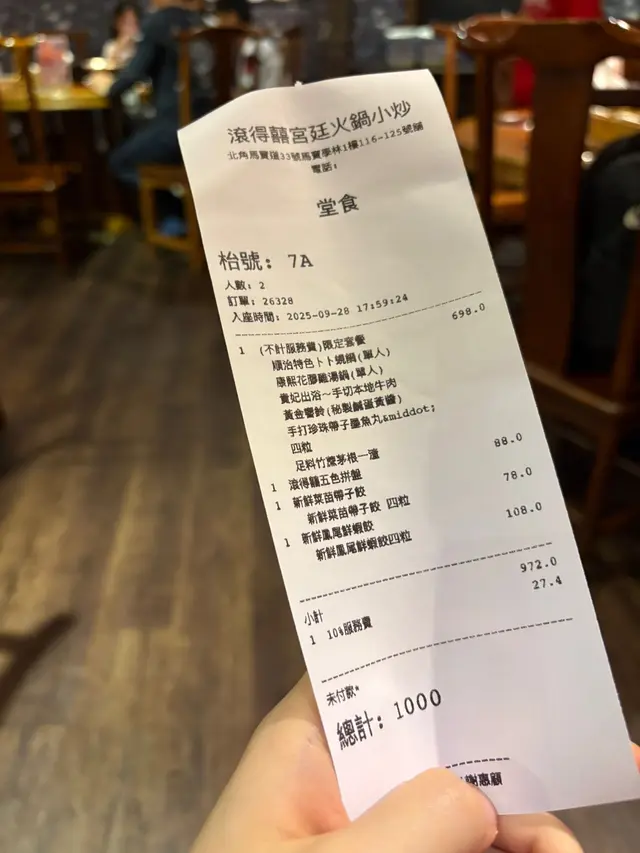 滾得囍宮廷火鍋小炒
北角馬寶道33號馬寶季林1樓116-125號舖
電話:
堂食
枱號: 7A
人數: 2
訂單: 26328
入座時間: 2025-09-28 17:59:24
1 (不計服務費)限定套餐 698.0
順治特色トト蜆鍋(單人)
康熙花膠雞湯鍋(單人)
貴妃出浴~手切本地牛肉
黃金響鈴(秘製鹹蛋黃醬)
手打珍珠帶子墨魚丸&middot;
四粒
足料竹蔗茅根一壺
1 滾得囍五色拼盤 88.0
1 新鮮菜苗帶子餃 78.0
新鮮菜苗帶子餃 四粒
1 新鮮鳳尾鮮蝦餃 108.0
新鮮鳳尾鮮蝦餃四粒
小計 972.0
1 10%服務費 27.4
未付款*
總計: 1000
謝惠顧